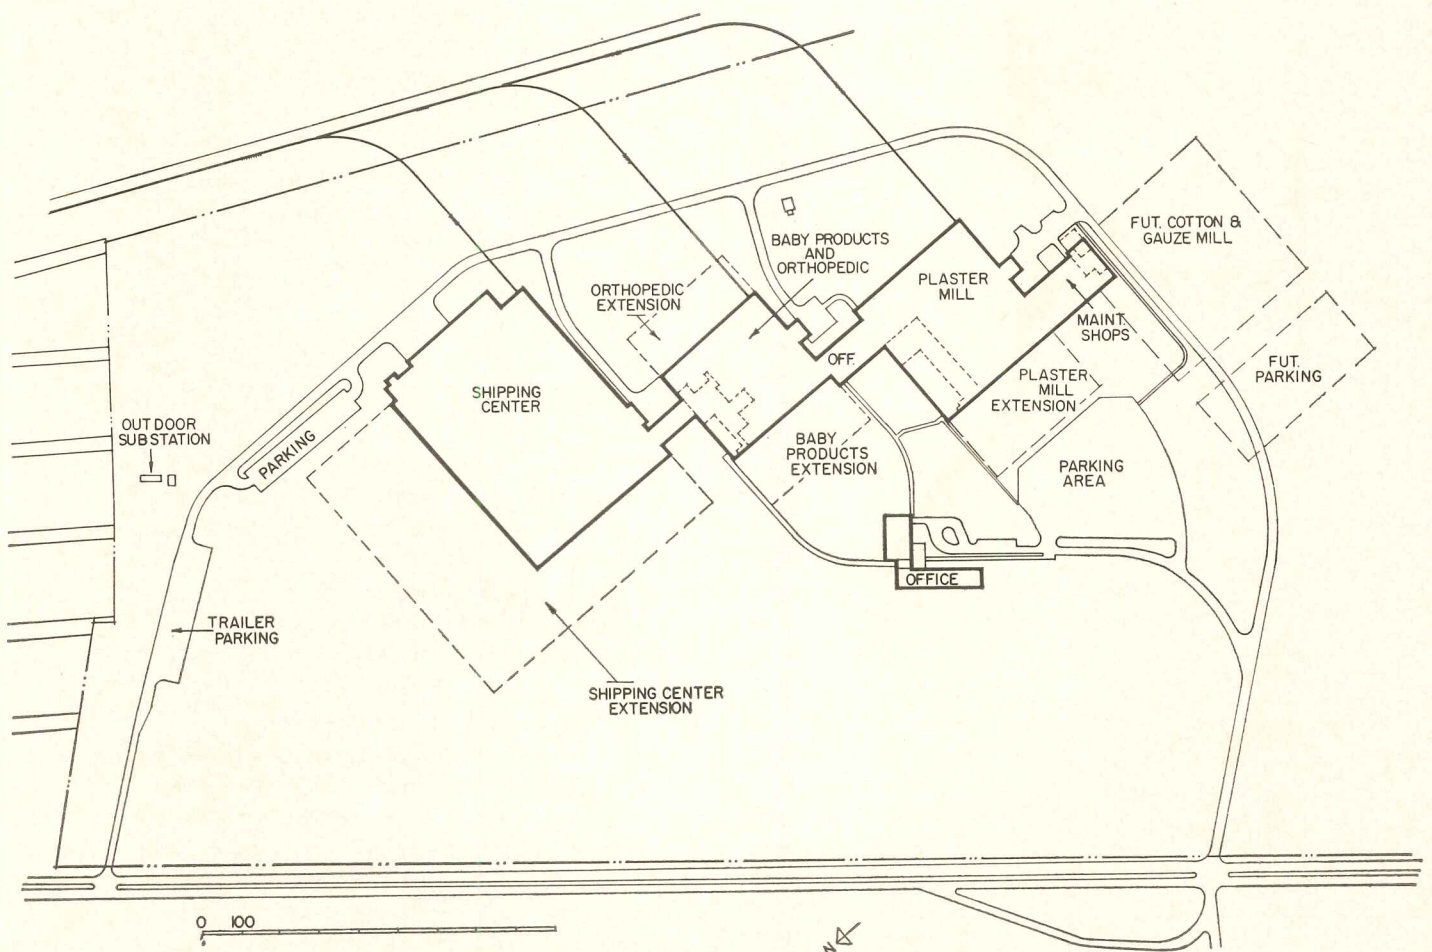 FUT. COTTON &
GAUZE MILL
BABY PRODUCTS
AND
ORTHOPEDIC
PLASTER
MILL
ORTHOPEDIC
EXTENSION
MAINT.
SHOPS
OFF.
FUT.
PARKING
PLASTER
MILL
EXTENSION
SHIPPING
CENTER
OUTDOOR
SUBSTATION
PARKING
BABY
PRODUCTS
EXTENSION
PARKING
AREA
OFFICE
TRAILER
PARKING
SHIPPING CENTER
EXTENSION
0 100
N